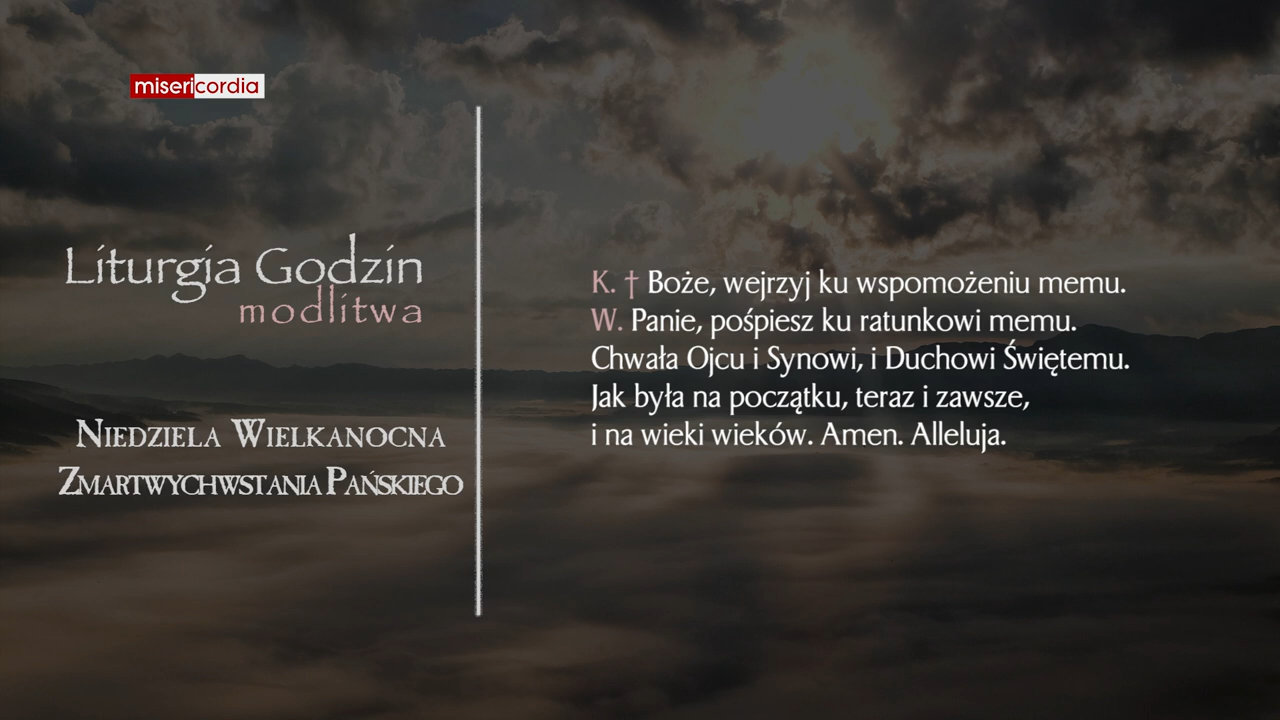 misericordia
Liturgia Godzin
modlitwa
Niedziela Wielkanocna
Zmartwychwstania Pańskiego
K. † Boże, wejrzyj ku wspomożeniu memu.
W. Panie, pośpiesz ku ratunkowi memu.
Chwała Ojcu i Synowi, i Duchowi Świętemu.
Jak była na początku, teraz i zawsze,
i na wieki wieków. Amen. Alleluja.